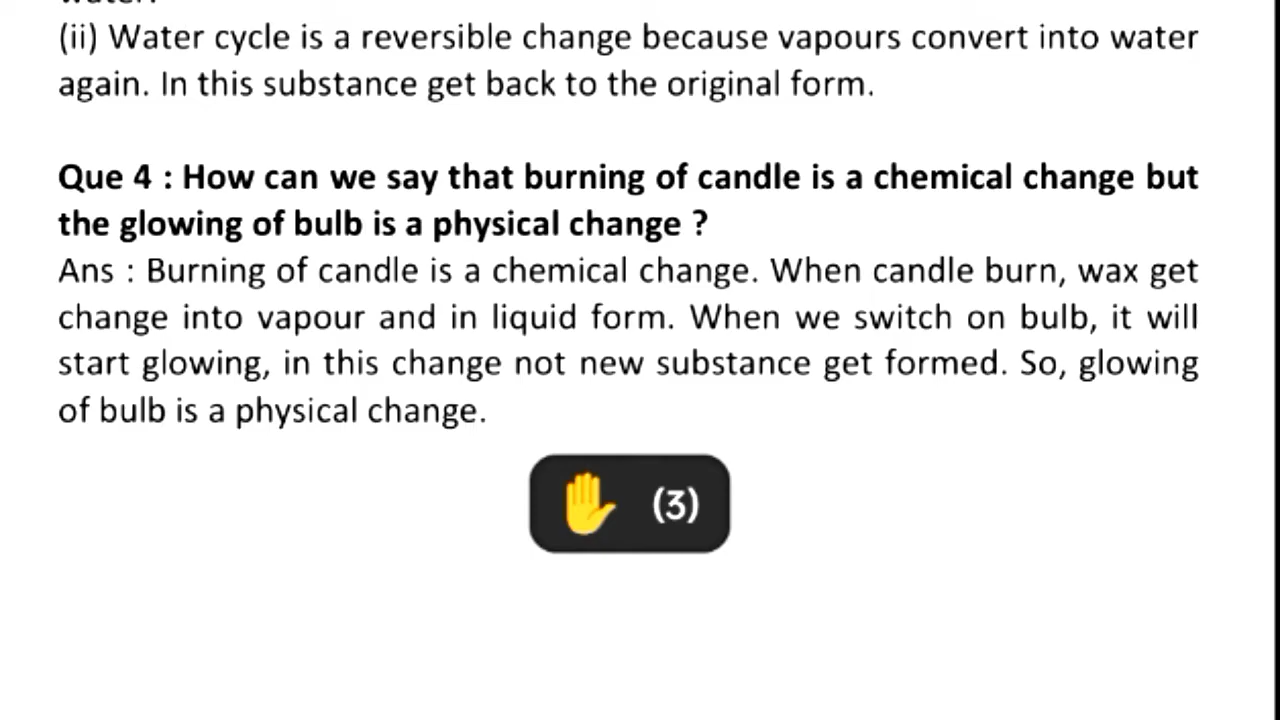 (ii) Water cycle is a reversible change because vapours convert into water
again. In this substance get back to the original form.
Que 4 : How can we say that burning of candle is a chemical change but
the glowing of bulb is a physical change ?
Ans : Burning of candle is a chemical change. When candle burn, wax get
change into vapour and in liquid form. When we switch on bulb, it will
start glowing, in this change not new substance get formed. So, glowing
of bulb is a physical change.
✋ (3)